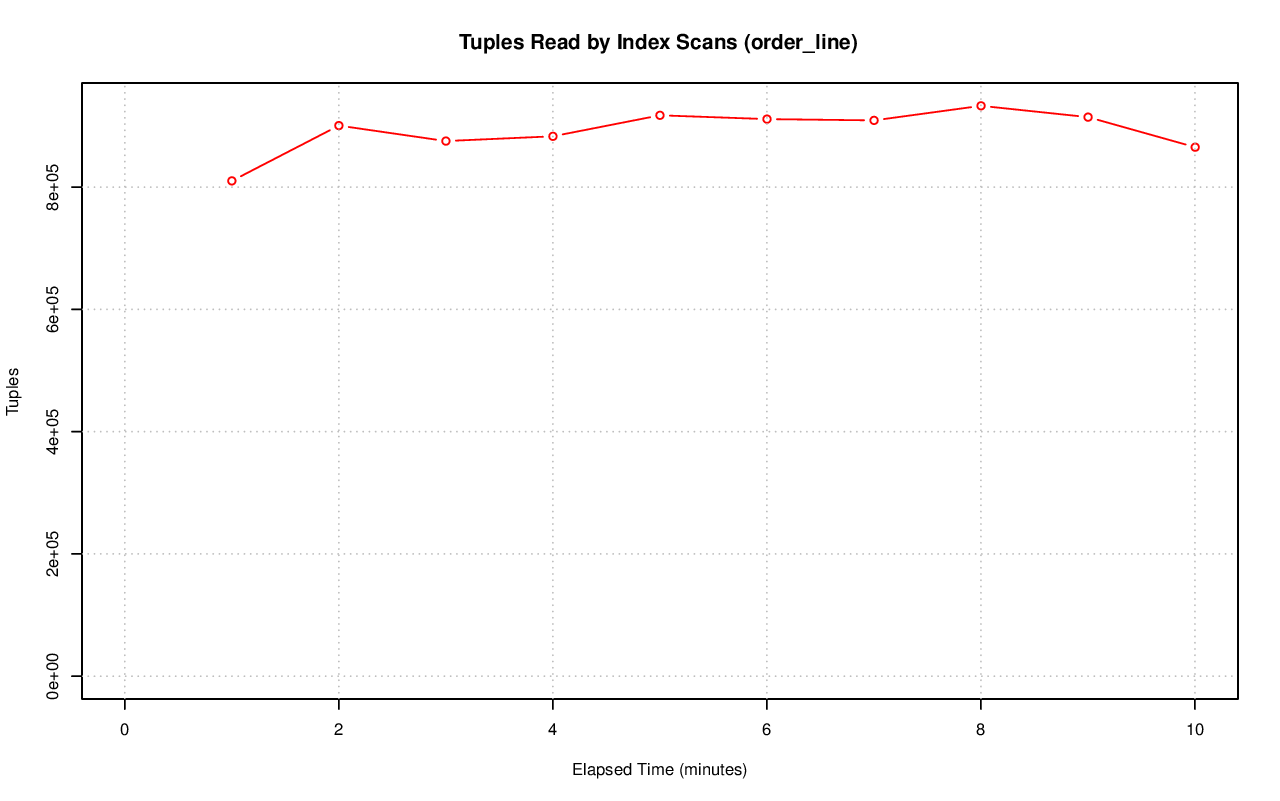 Tuples Read by Index Scans (order_line)
Tuples
8e+05
6e+05
4e+05
2e+05
0e+00
0 2 4 6 8 10
Elapsed Time (minutes)